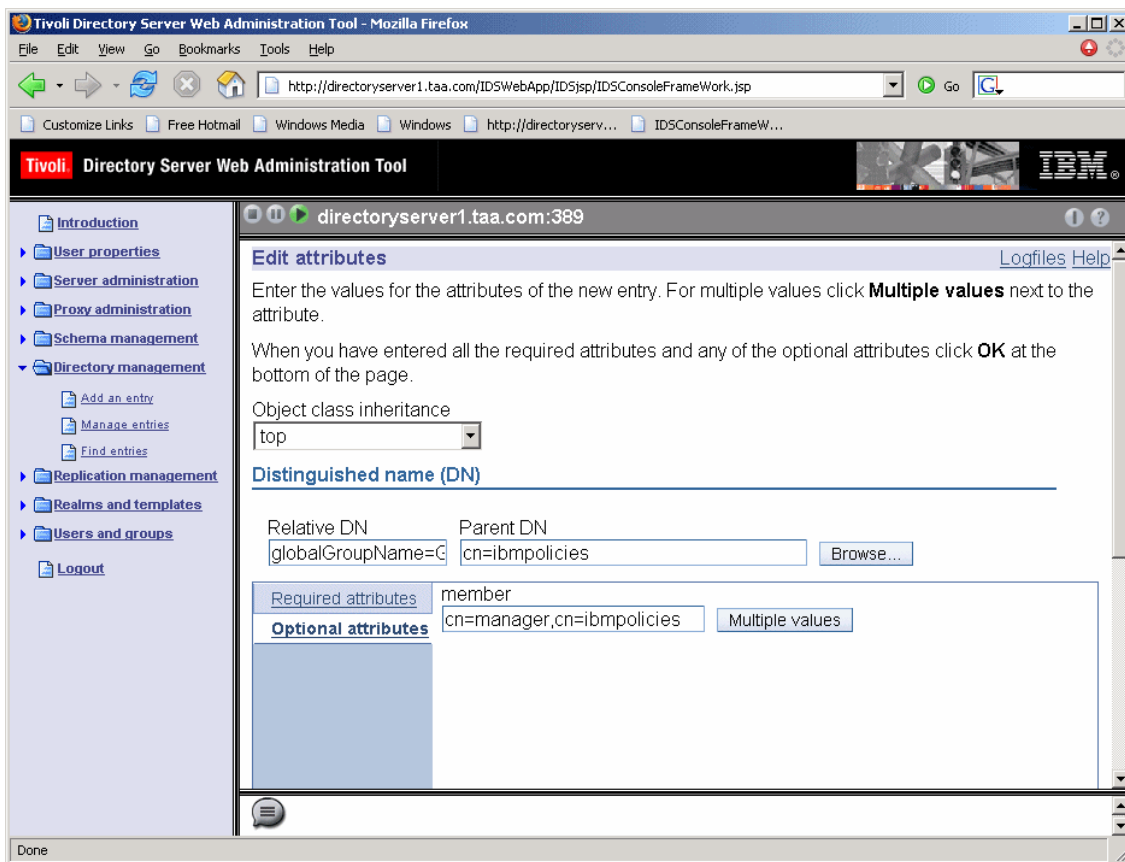 Tivoli Directory Server Web Administration Tool - Mozilla Firefox
File Edit View Go Bookmarks Tools Help
http://directoryserver1.taa.com/IDSWebApp/IDSjsp/IDSConsoleFrameWork.jsp Go G
Customize Links Free Hotmail Windows Media Windows http://directoryserv... IDSConsoleFrameW...
Tivoli. Directory Server Web Administration Tool IBM®
Introduction
User properties
Server administration
Proxy administration
Schema management
Directory management
Add an entry
Manage entries
Find entries
Replication management
Realms and templates
Users and groups
Logout
directoryserver1.taa.com:389 ?
Edit attributes Logfiles Help
Enter the values for the attributes of the new entry. For multiple values click Multiple values next to the
attribute.
When you have entered all the required attributes and any of the optional attributes click OK at the
bottom of the page.
Object class inheritance
top
Distinguished name (DN)
Relative DN Parent DN
globalGroupName=G cn=ibmpolicies Browse...
Required attributes member
Optional attributes cn=manager,cn=ibmpolicies Multiple values
Done